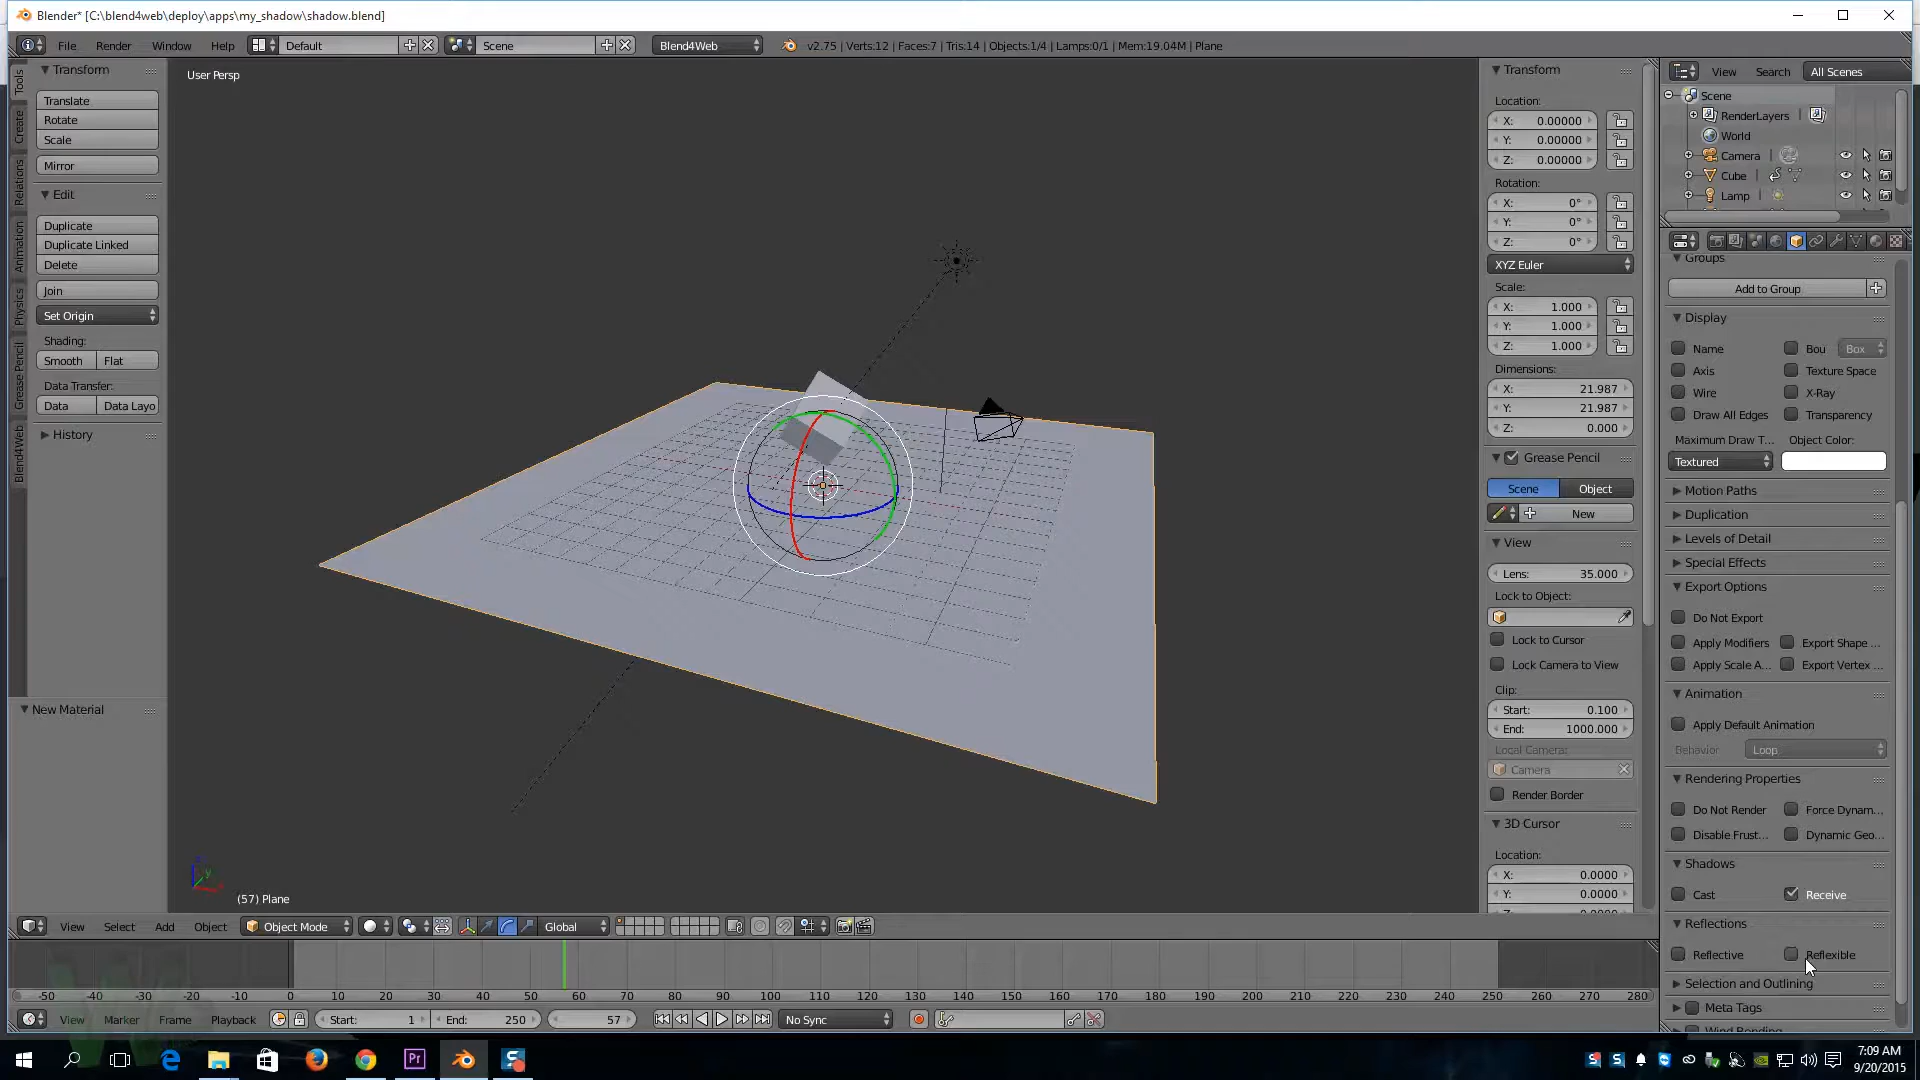 Blender* [C:\blend4web\deploy\apps\my_shadow\shadow.blend]
File Render Window Help Default Scene Blend4Web v2.75 | Verts:12 | Faces:7 | Tris:14 | Objects:1/4 | Lamps:0/1 | Mem:19.04M | Plane
Tools
Create
Relations
Animation
Physics
Grease Pencil
Blend4Web
Transform
Translate
Rotate
Scale
Mirror
Edit
Duplicate
Duplicate Linked
Delete
Join
Set Origin
Shading:
Smooth Flat
Data Transfer:
Data Data Layo
History
New Material
User Persp
(57) Plane
Transform
Location:
X: 0.00000
Y: 0.00000
Z: 0.00000
Rotation:
X: 0°
Y: 0°
Z: 0°
XYZ Euler
Scale:
X: 1.000
Y: 1.000
Z: 1.000
Dimensions:
X: 21.987
Y: 21.987
Z: 0.000
Grease Pencil
Scene Object
New
View
Lens: 35.000
Lock to Object:
Lock to Cursor
Lock Camera to View
Clip:
Start: 0.100
End: 1000.000
Local Camera:
Camera
Render Border
3D Cursor
Location:
X: 0.0000
Y: 0.0000
View Search All Scenes
Scene
RenderLayers
World
Camera
Cube
Lamp
Groups
Add to Group
Display
Name Bou Box
Axis Texture Space
Wire X-Ray
Draw All Edges Transparency
Maximum Draw T... Object Color:
Textured
Motion Paths
Duplication
Levels of Detail
Special Effects
Export Options
Do Not Export
Apply Modifiers Export Shape ...
Apply Scale A... Export Vertex ...
Animation
Apply Default Animation
Behavior Loop
Rendering Properties
Do Not Render Force Dynam...
Disable Frust... Dynamic Geo...
Shadows
Cast Receive
Reflections
Reflective Reflexible
Selection and Outlining
Meta Tags
Wind Bending
View Select Add Object Object Mode Global
-50 -40 -30 -20 -10 0 10 20 30 40 50 60 70 80 90 100 110 120 130 140 150 160 170 180 190 200 210 220 230 240 250 260 270 280
View Marker Frame Playback Start: 1 End: 250 57 No Sync
Pr
7:09 AM
9/20/2015